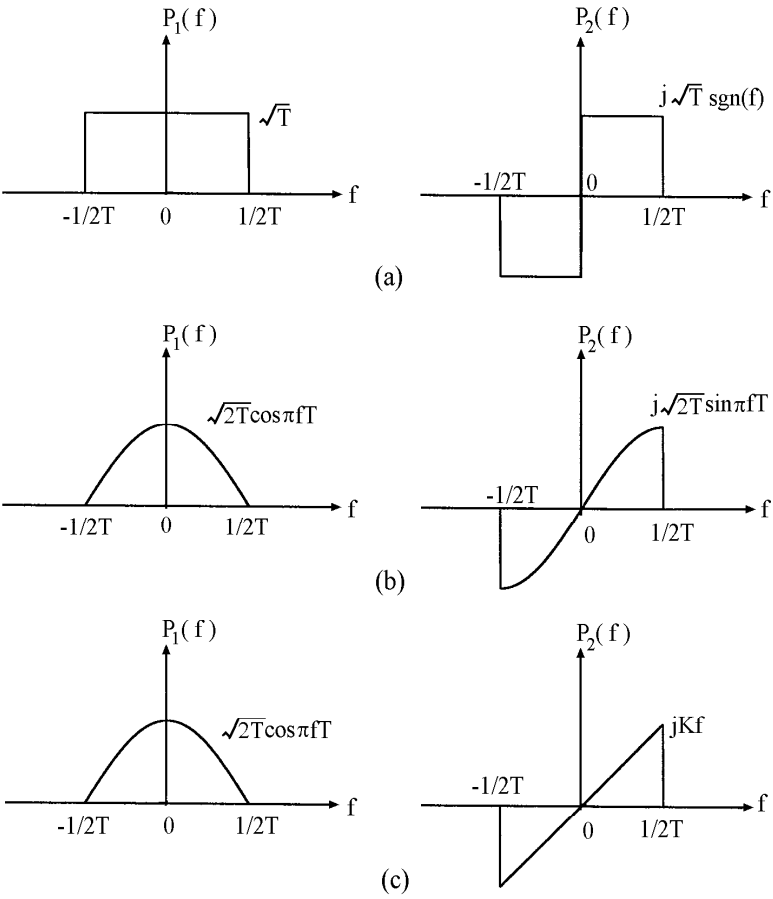 P₁(f)
√T
-1/2T 0 1/2T f
P₂(f)
j√T sgn(f)
-1/2T 0 1/2T f
(a)
P₁(f)
√2T cosπfT
-1/2T 0 1/2T f
P₂(f)
j√2T sinπfT
-1/2T 0 1/2T f
(b)
P₁(f)
√2T cosπfT
-1/2T 0 1/2T f
P₂(f)
jKf
-1/2T 0 1/2T f
(c)